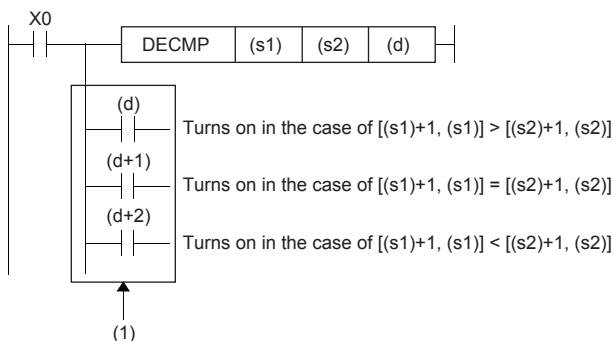 X0
DECMP (s1) (s2) (d)
(d)
Turns on in the case of [(s1)+1, (s1)] > [(s2)+1, (s2)]
(d+1)
Turns on in the case of [(s1)+1, (s1)] = [(s2)+1, (s2)]
(d+2)
Turns on in the case of [(s1)+1, (s1)] < [(s2)+1, (s2)]
(1)